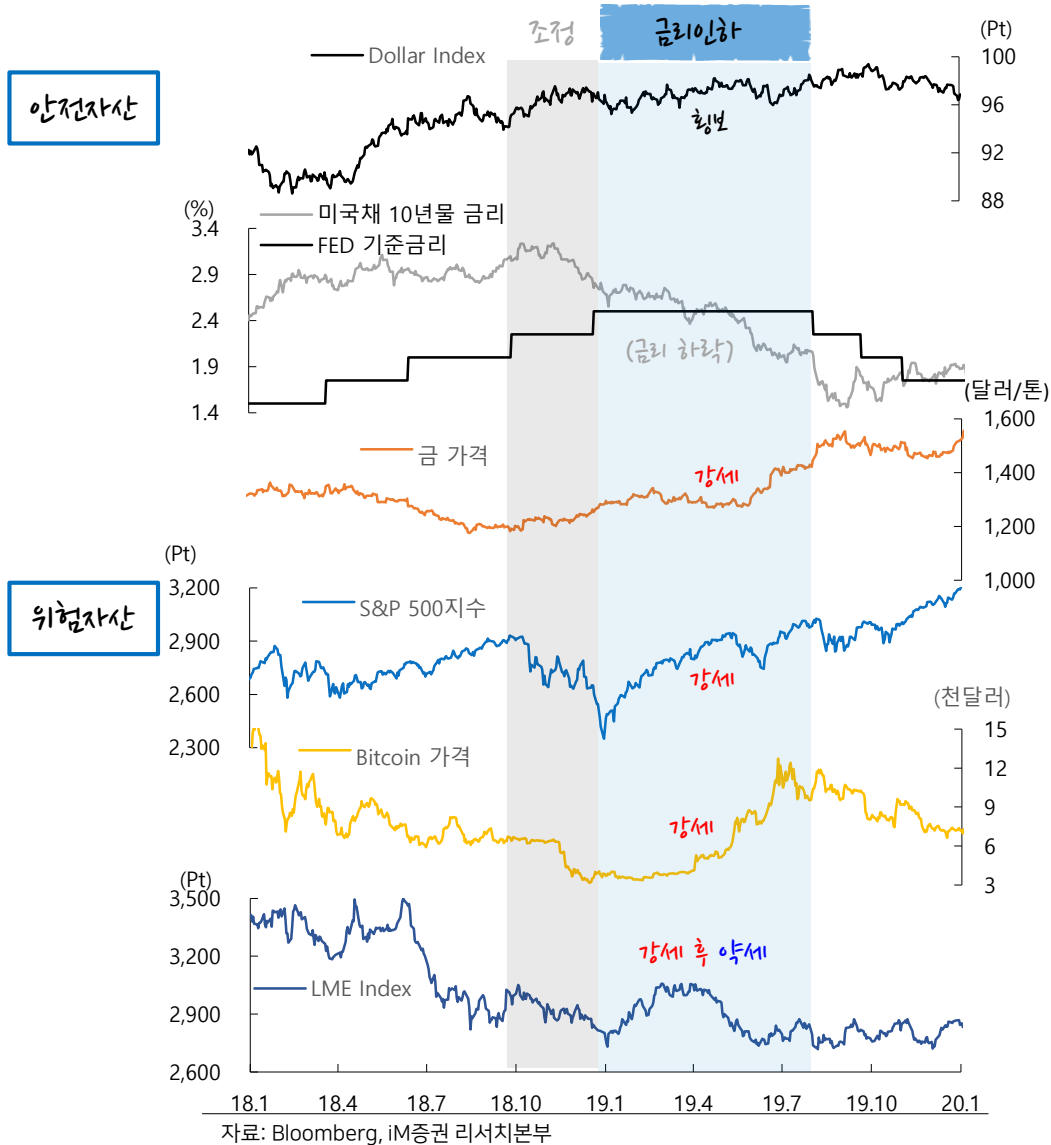 조정
금리인하
(Pt)
Dollar Index
100
안전자산
96
횡보
92
88
(%)
미국채 10년물 금리
3.4
FED 기준금리
2.9
2.4
(금리 하락)
1.9
1.4
(달러/톤)
1,600
금 가격
강세
1,400
1,200
1,000
(Pt)
위험자산
3,200
S&P 500지수
2,900
강세
2,600
(천달러)
2,300
15
Bitcoin 가격
12
9
강세
6
3
(Pt)
3,500
강세 후 약세
3,200
LME Index
2,900
2,600
18.1 18.4 18.7 18.10 19.1 19.4 19.7 19.10 20.1
자료: Bloomberg, iM증권 리서치본부